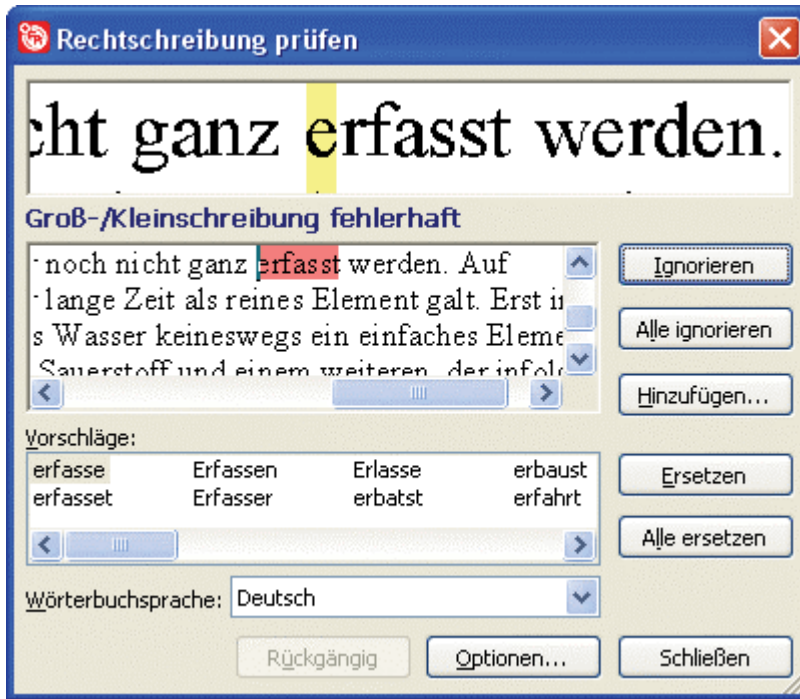 Rechtschreibung prüfen
cht ganz erfasst werden.
Groß-/Kleinschreibung fehlerhaft
noch nicht ganz erfasst werden. Auf
lange Zeit als reines Element galt. Erst
s Wasser keineswegs ein einfaches Eleme
Sauerstoff und einem weiteren, der infol
Ignorieren
Alle ignorieren
Hinzufügen...
Vorschläge:
erfasse Erfassen Erlasse erbaust
erfasset Erfasser erbatst erfahrt
Ersetzen
Alle ersetzen
Wörterbuchsprache: Deutsch
Rückgängig Optionen... Schließen